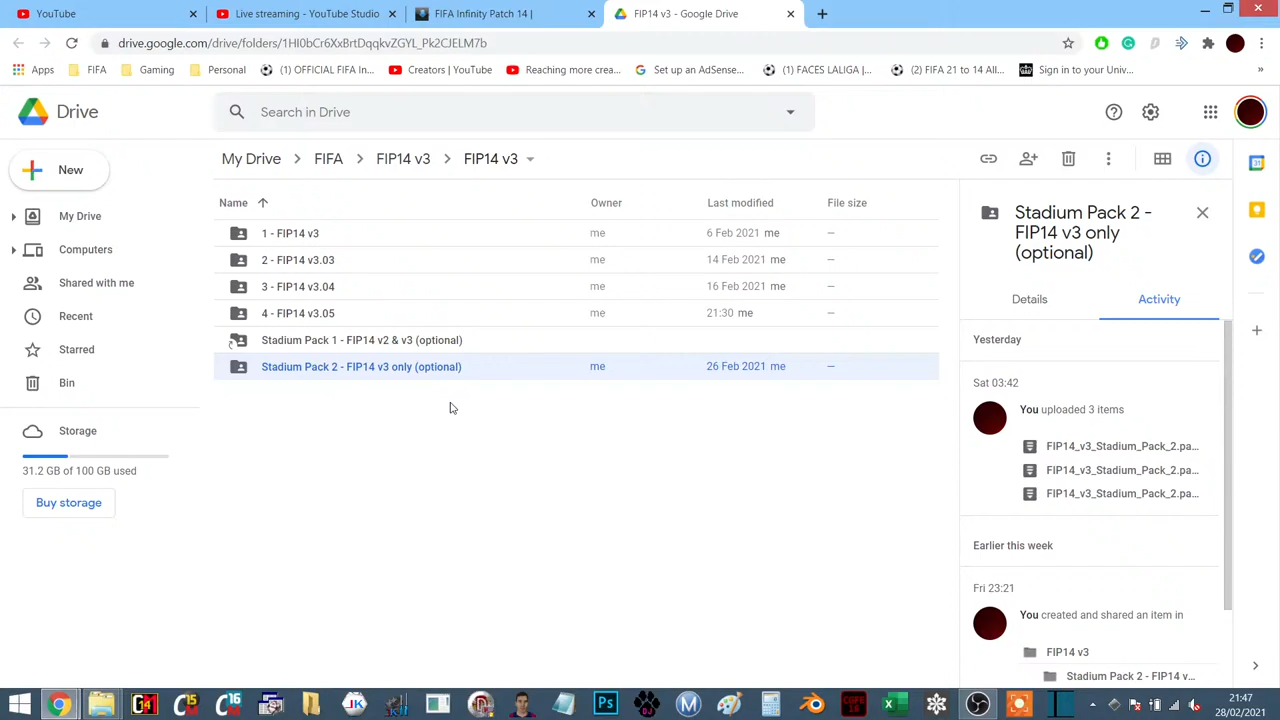 YouTube
Live streaming - YouTube Studio
FIFA Infinity Patch 14 |
FIP14 v3 - Google Drive
drive.google.com/drive/folders/1HI0bCr6XxBrtDqqkvZGYL_Pk2CJELM7b
Apps
FIFA
Gaming
Personal
(1) OFFICIAL FIFA In...
Creators | YouTube
Reaching more crea...
Set up an AdSense...
(1) FACES LALIGA |...
(2) FIFA 21 to 14 All...
Sign in to your Univ...
»
Drive
Search in Drive
New
My Drive
Computers
Shared with me
Recent
Starred
Bin
Storage
31.2 GB of 100 GB used
Buy storage
My Drive > FIFA > FIP14 v3 > FIP14 v3
Name Owner Last modified File size
1 - FIP14 v3 me 6 Feb 2021 me –
2 - FIP14 v3.03 me 14 Feb 2021 me –
3 - FIP14 v3.04 me 16 Feb 2021 me –
4 - FIP14 v3.05 me 21:30 me –
Stadium Pack 1 - FIP14 v2 & v3 (optional)
Stadium Pack 2 - FIP14 v3 only (optional) me 26 Feb 2021 me –
Stadium Pack 2 -
FIP14 v3 only
(optional)
Details
Activity
Yesterday
Sat 03:42
You uploaded 3 items
FIP14_v3_Stadium_Pack_2.pa...
FIP14_v3_Stadium_Pack_2.pa...
FIP14_v3_Stadium_Pack_2.pa...
Earlier this week
Fri 23:21
You created and shared an item in
FIP14 v3
Stadium Pack 2 - FIP14 v...
21:47
28/02/2021